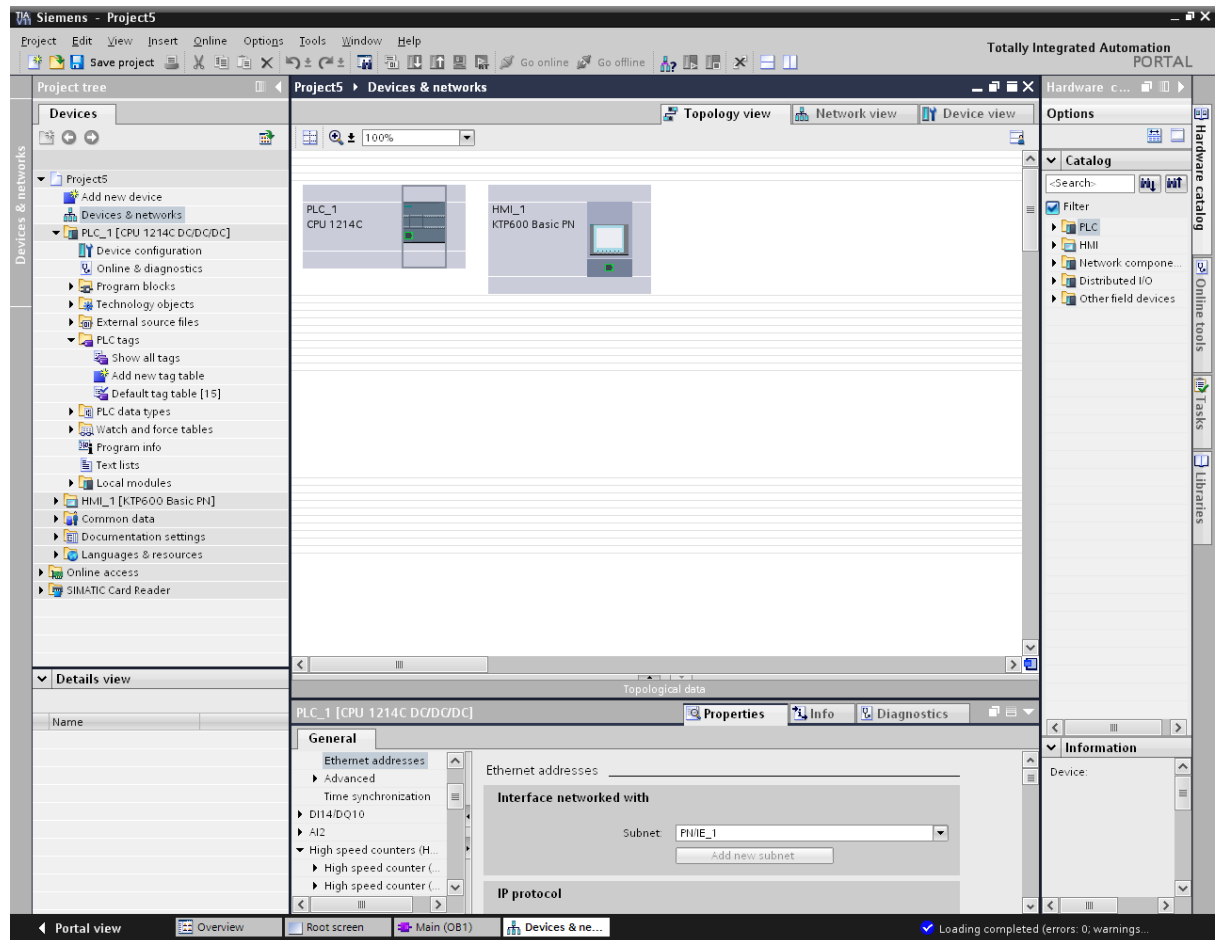 Siemens - Project5
Project Edit View Insert Online Options Tools Window Help
Totally Integrated Automation
PORTAL
Save project Go online Go offline
Project tree
Devices
Project5
Add new device
Devices & networks
PLC_1 [CPU 1214C DC/DC/DC]
Device configuration
Online & diagnostics
Program blocks
Technology objects
External source files
PLC tags
Show all tags
Add new tag table
Default tag table [15]
PLC data types
Watch and force tables
Program info
Text lists
Local modules
HMI_1 [KTP600 Basic PN]
Common data
Documentation settings
Languages & resources
Online access
SIMATIC Card Reader
Details view
Name
Devices & networks
Project5 Devices & networks
Topology view Network view Device view
100%
PLC_1
CPU 1214C
HMI_1
KTP600 Basic PN
Topological data
PLC_1 [CPU 1214C DC/DC/DC]
Properties Info Diagnostics
General
Ethernet addresses
Advanced
Time synchronization
DI14/DQ10
AI2
High speed counters (H...
High speed counter (...
High speed counter (...
Ethernet addresses
Interface networked with
Subnet: PN/IE_1
Add new subnet
IP protocol
Hardware c...
Options
Catalog
<Search>
Filter
PLC
HMI
Network compone...
Distributed I/O
Other field devices
Information
Device:
Hardware catalog
Online tools
Tasks
Libraries
Portal view Overview Root screen Main (OB1) Devices & ne... Loading completed (errors: 0; warnings...